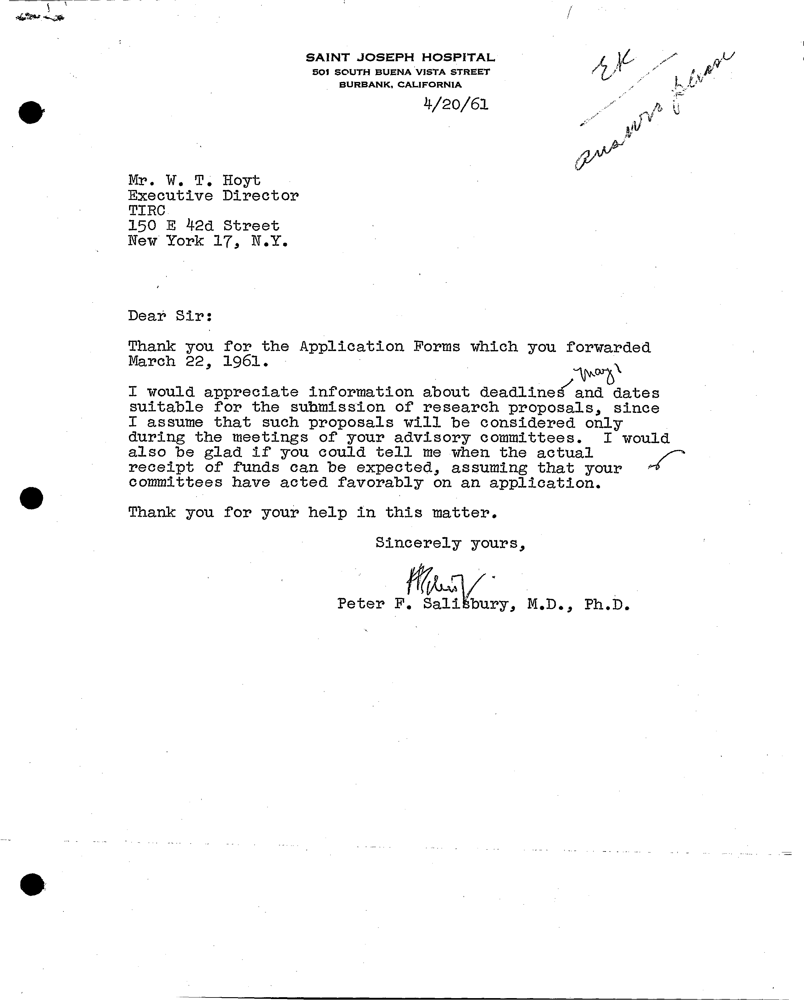 SAINT JOSEPH HOSPITAL
501 SOUTH BUENA VISTA STREET
BURBANK, CALIFORNIA
4/20/61
EK
answer please
Mr. W. T. Hoyt
Executive Director
TIRC
150 E 42d Street
New York 17, N.Y.
Dear Sir:
Thank you for the Application Forms which you forwarded
March 22, 1961.
May 1
I would appreciate information about deadlines and dates
suitable for the submission of research proposals, since
I assume that such proposals will be considered only
during the meetings of your advisory committees. I would
also be glad if you could tell me when the actual
receipt of funds can be expected, assuming that your
committees have acted favorably on an application.
Thank you for your help in this matter.
Sincerely yours,
Peter F. Salisbury, M.D., Ph.D.